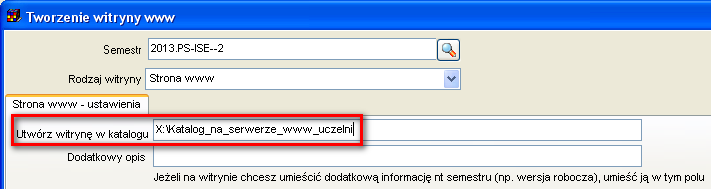 Tworzenie witryny www
Semestr 2013.PS-ISE--2
Rodzaj witryny Strona www
Strona www - ustawienia
Utwórz witrynę w katalogu X:\Katalog_na_serwerze_www_uczelni
Dodatkowy opis
Jeżeli na witrynie chcesz umieścić dodatkową informację nt semestru (np. wersja robocza), umieść ją w tym polu